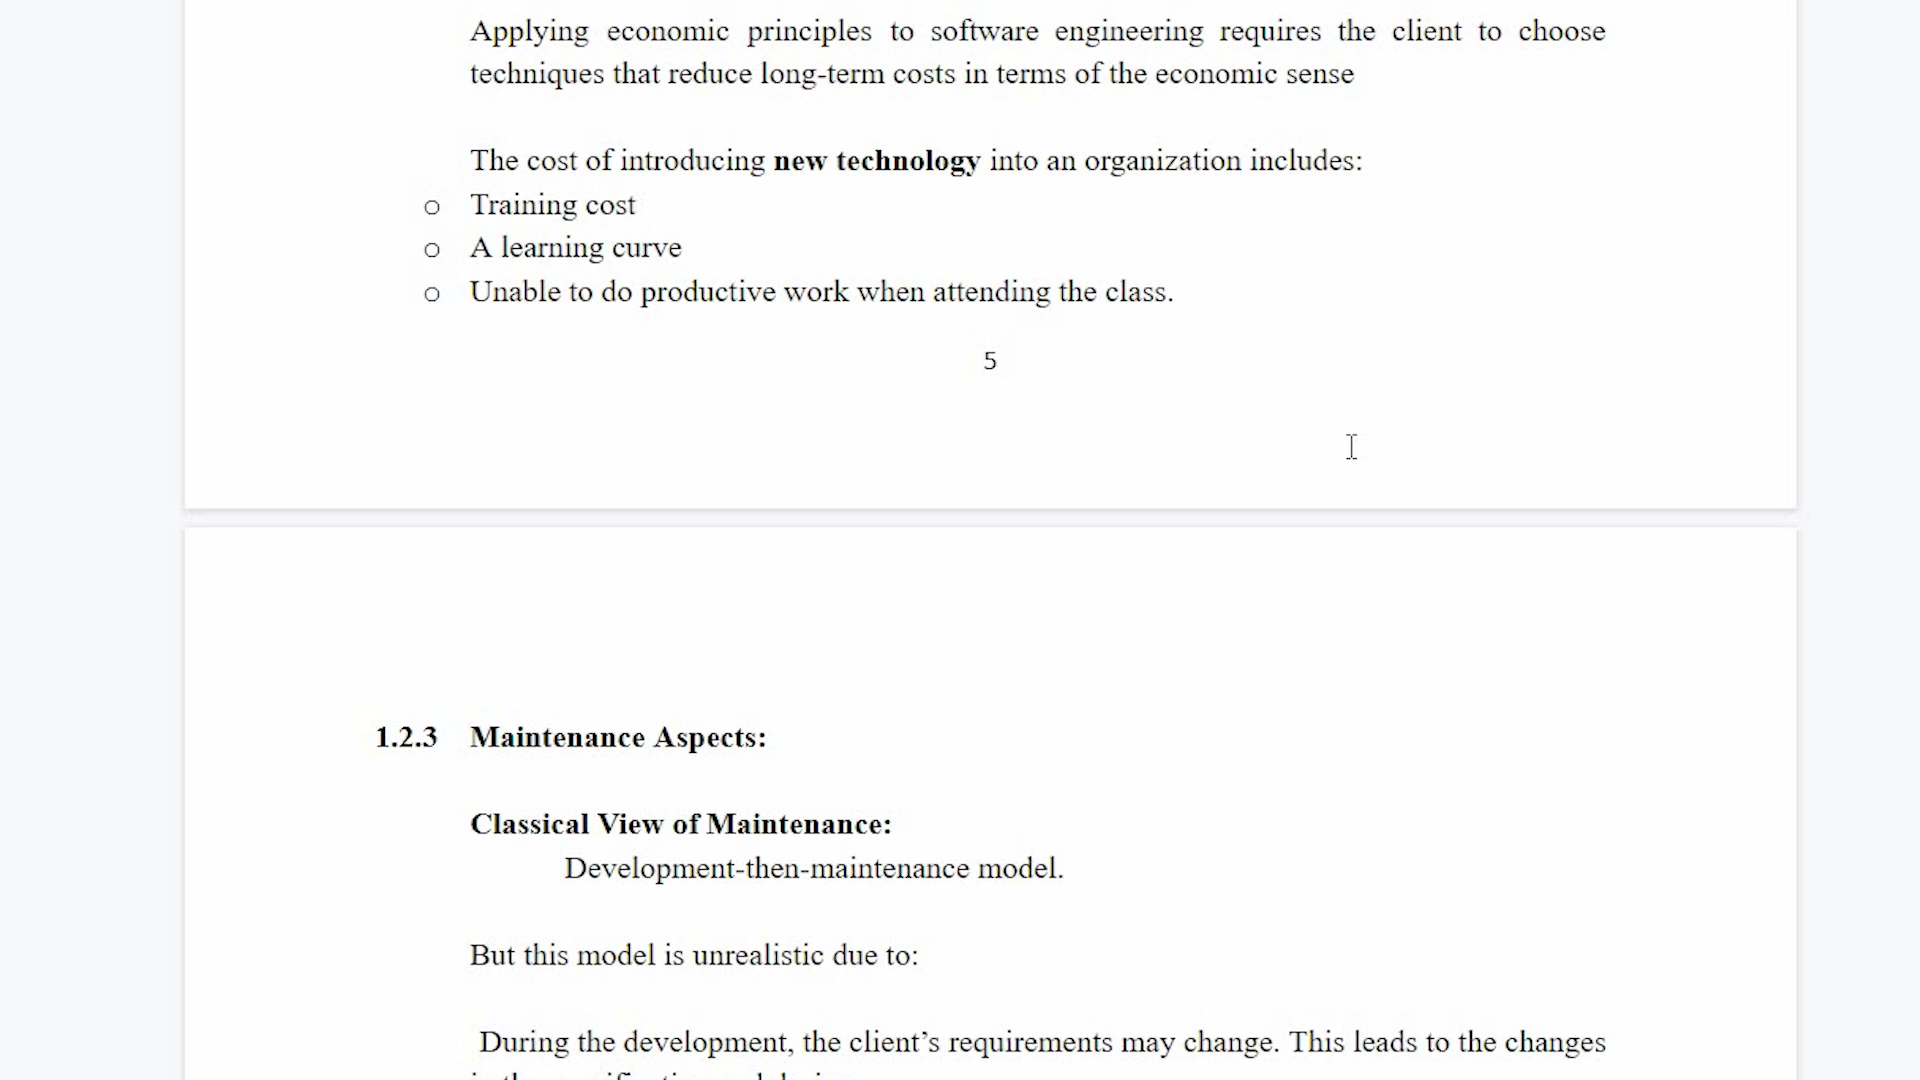 Applying economic principles to software engineering requires the client to choose
techniques that reduce long-term costs in terms of the economic sense
The cost of introducing new technology into an organization includes:
o Training cost
o A learning curve
o Unable to do productive work when attending the class.
5
1.2.3 Maintenance Aspects:
Classical View of Maintenance:
Development-then-maintenance model.
But this model is unrealistic due to:
During the development, the client’s requirements may change. This leads to the changes